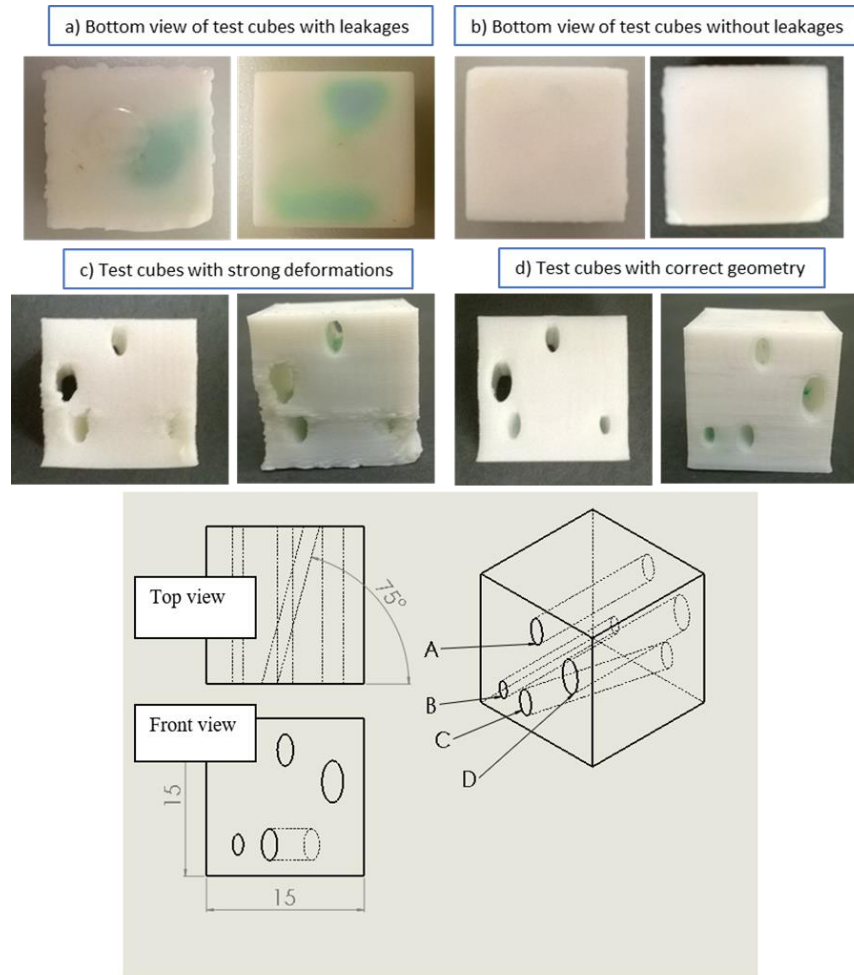 a) Bottom view of test cubes with leakages
b) Bottom view of test cubes without leakages
c) Test cubes with strong deformations
d) Test cubes with correct geometry
Top view
75°
Front view
15
15
A
B
C
D